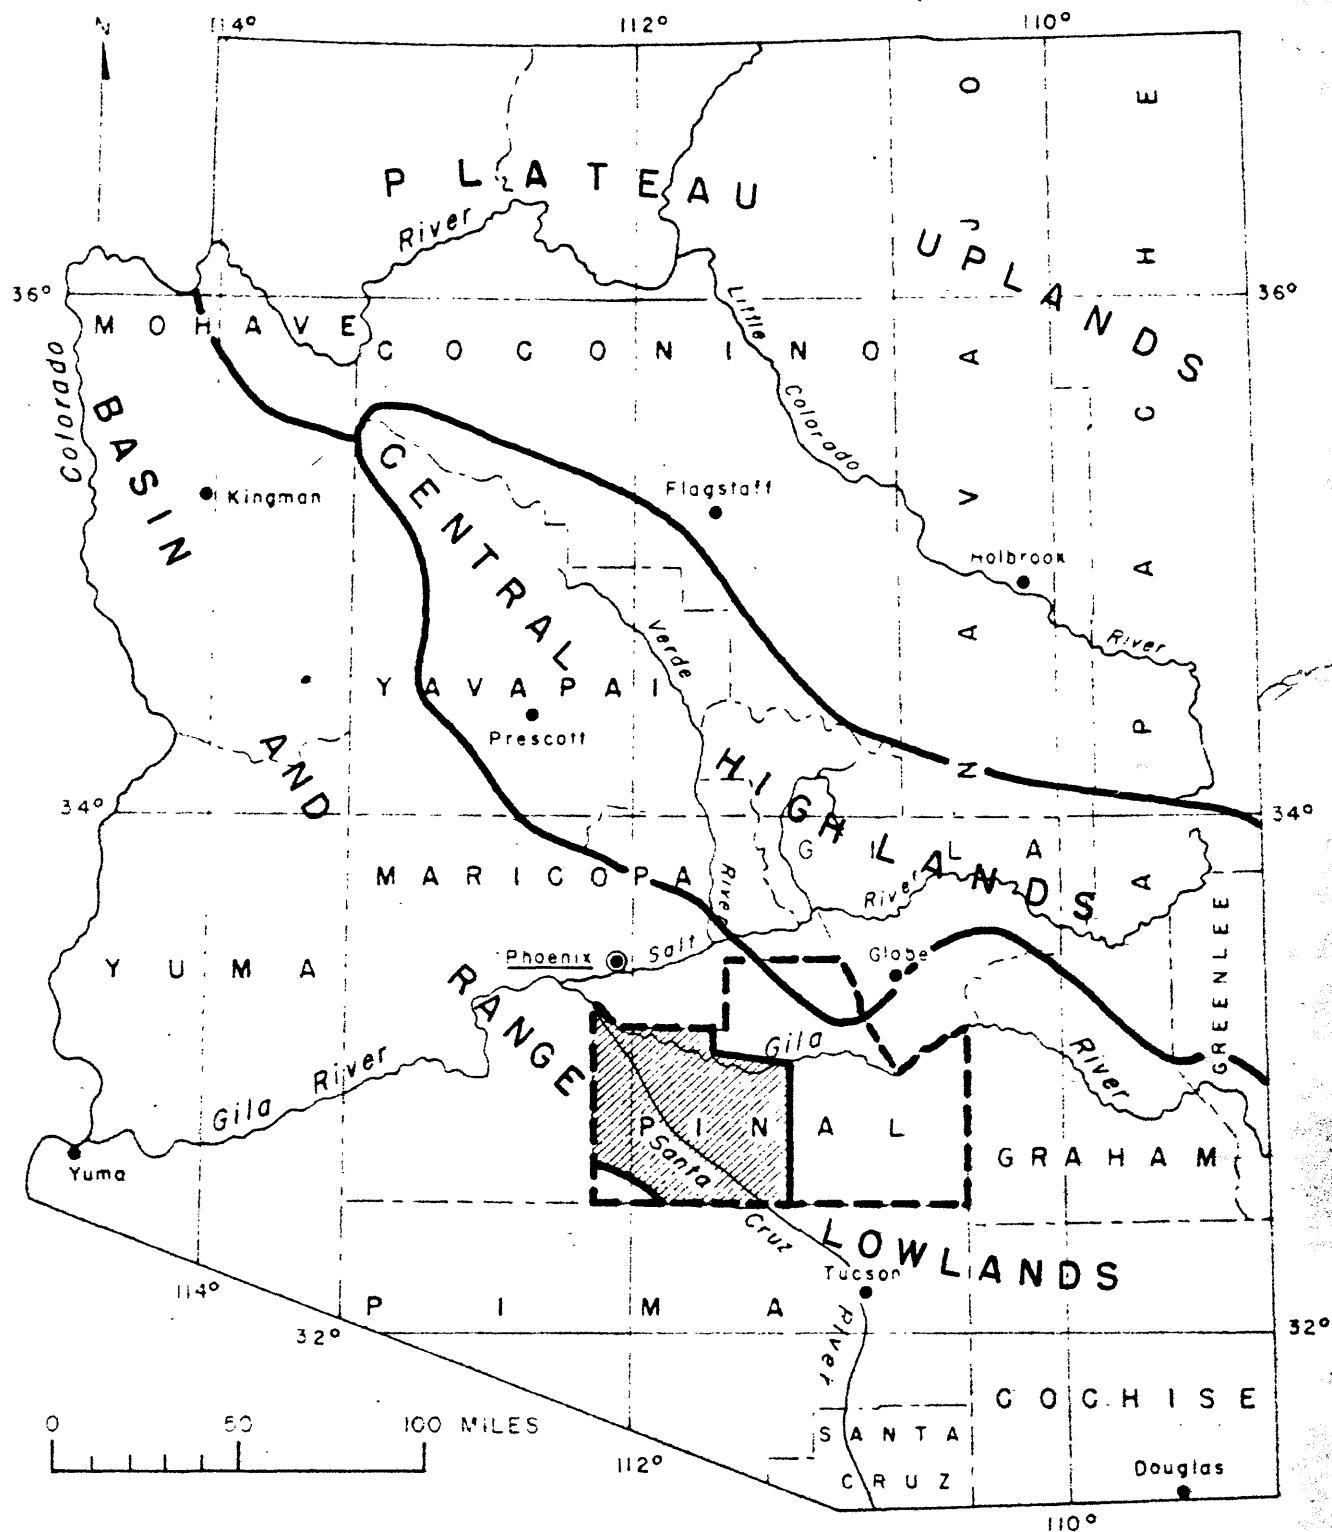 N
114°
112°
110°
PLATEAU
River
UPLANDS
36°
36°
MOHAVE
COCONINO
NAVAJO
APACHE
Little
Colorado
River
Colorado
BASIN
Kingman
CENTRAL
Flagstaff
Holbrook
Verde
River
YAVAPAI
Prescott
AND
HIGHLANDS
34°
34°
GILA
MARICOPA
River
Salt
Phoenix
Globe
GREENLEE
YUMA
RANGE
Gila
River
Gila
River
PINAL
GRAHAM
Yuma
Santa
Cruz
River
LOWLANDS
Tucson
114°
PIMA
32°
32°
COCHISE
0 50 100 MILES
SANTA
CRUZ
112°
Douglas
110°